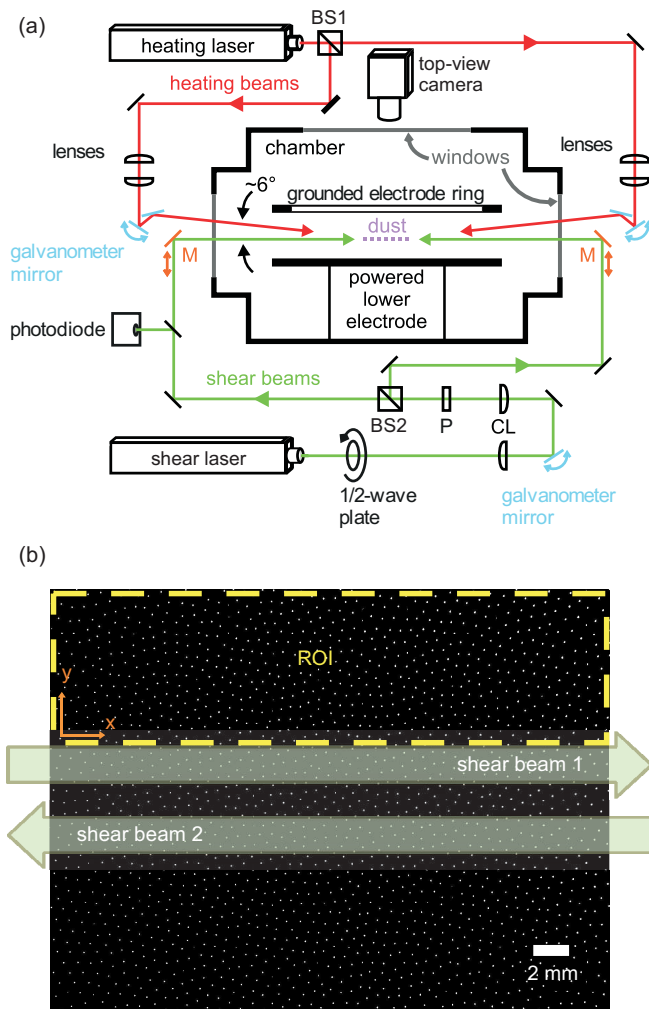 (a)
BS1
heating laser
heating beams
top-view
camera
lenses
chamber
windows
lenses
~6°
grounded electrode ring
dust
galvanometer
mirror
M
M
powered
lower
electrode
photodiode
shear beams
BS2
P
CL
shear laser
1/2-wave
plate
galvanometer
mirror
(b)
ROI
y
x
shear beam 1
shear beam 2
2 mm